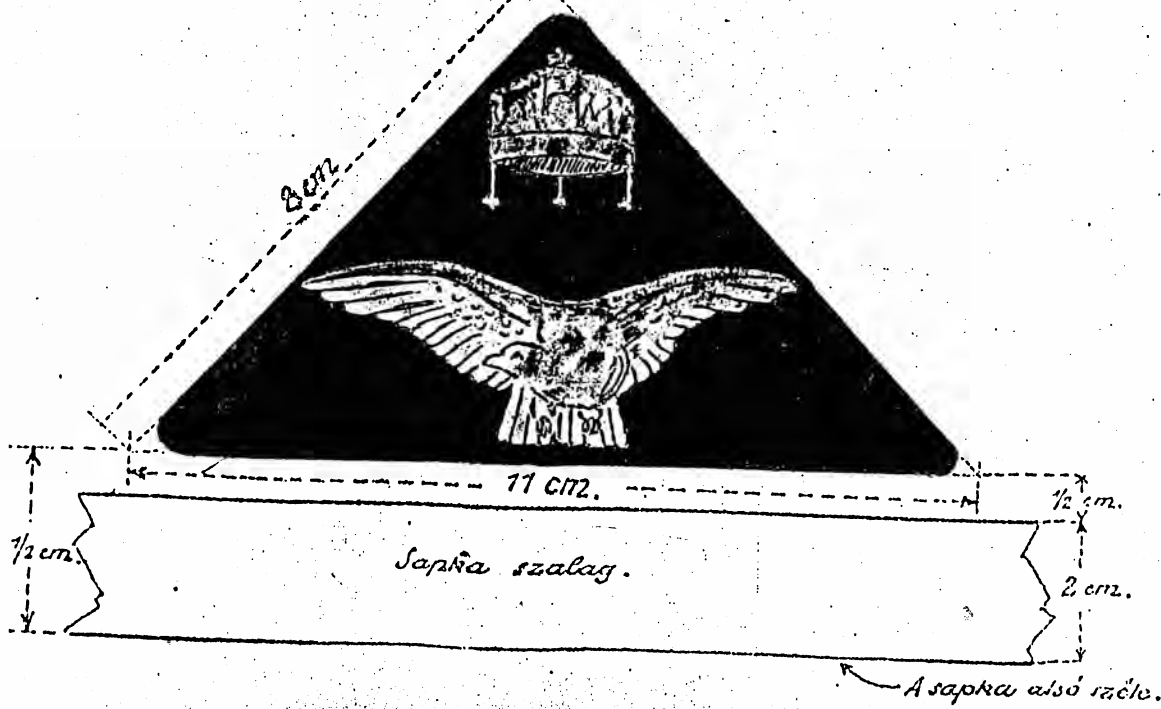 8 cm
11 cm.
1/2 cm.
1/2 cm.
Sapka szalag.
2 cm.
A sapka alsó széle.